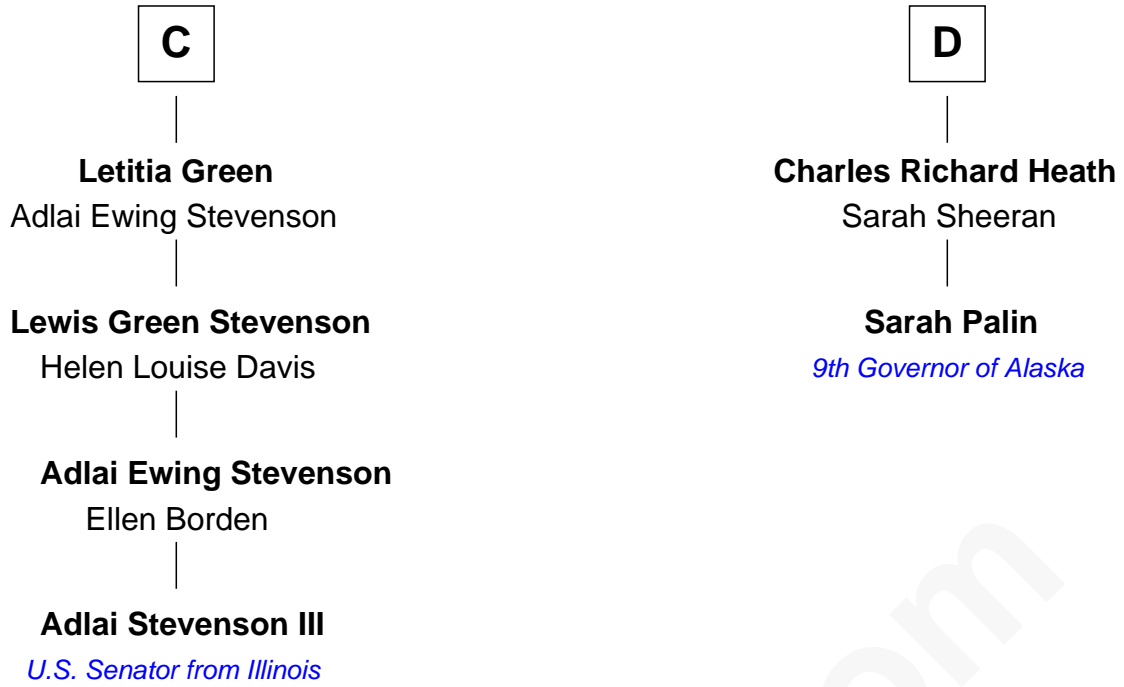 C
Letitia Green
Adlai Ewing Stevenson
Lewis Green Stevenson
Helen Louise Davis
Adlai Ewing Stevenson
Ellen Borden
Adlai Stevenson III
U.S. Senator from Illinois
D
Charles Richard Heath
Sarah Sheeran
Sarah Palin
9th Governor of Alaska
om